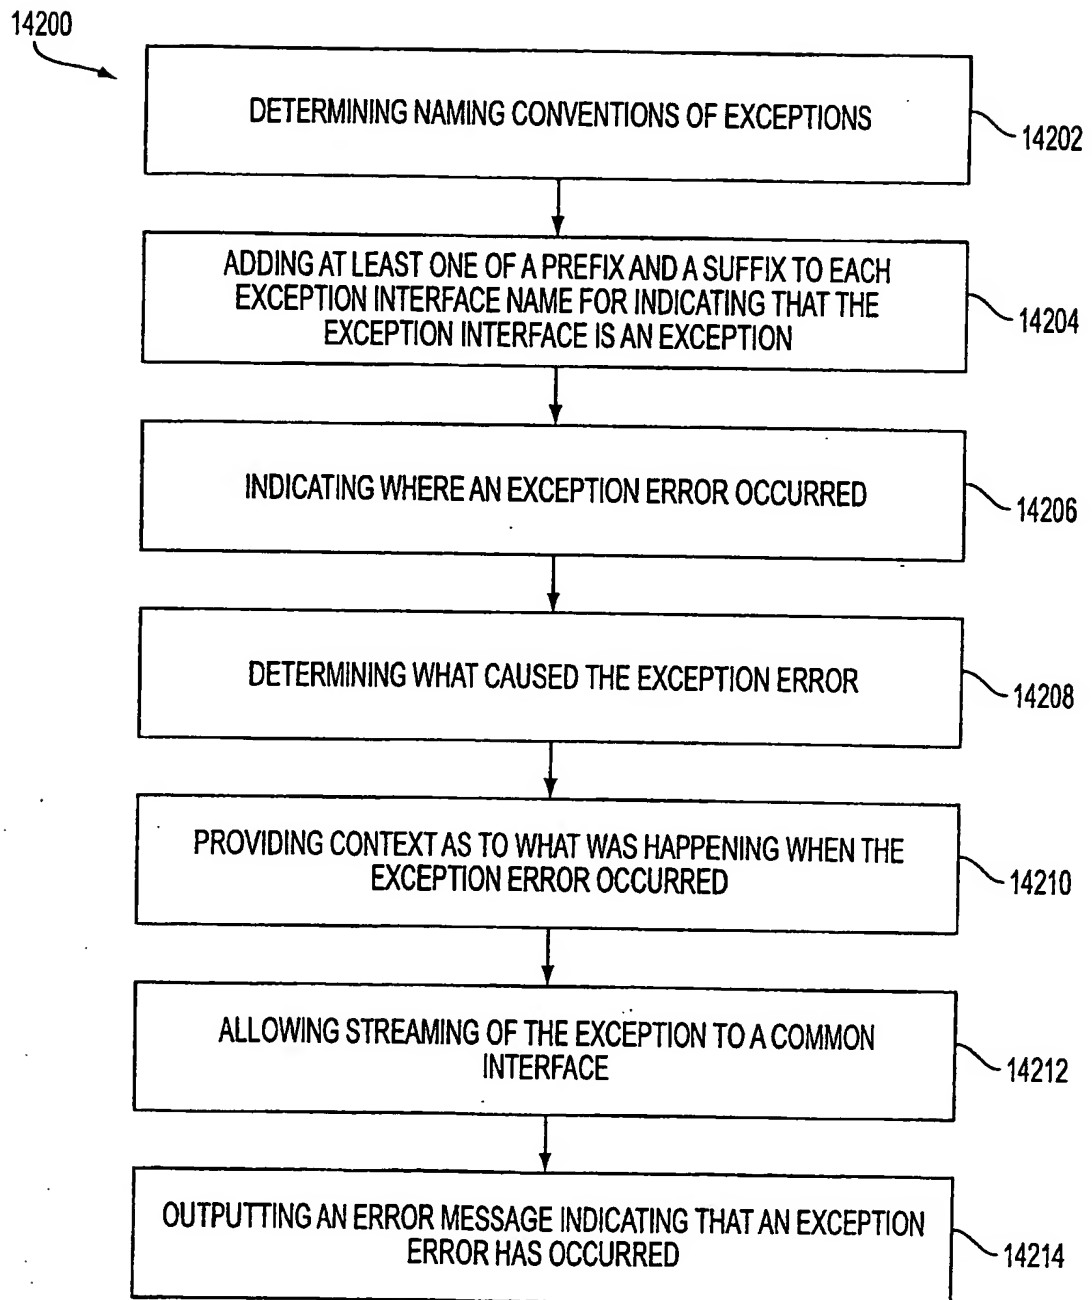 14200
DETERMINING NAMING CONVENTIONS OF EXCEPTIONS
14202
ADDING AT LEAST ONE OF A PREFIX AND A SUFFIX TO EACH
EXCEPTION INTERFACE NAME FOR INDICATING THAT THE
EXCEPTION INTERFACE IS AN EXCEPTION
14204
INDICATING WHERE AN EXCEPTION ERROR OCCURRED
14206
DETERMINING WHAT CAUSED THE EXCEPTION ERROR
14208
PROVIDING CONTEXT AS TO WHAT WAS HAPPENING WHEN THE
EXCEPTION ERROR OCCURRED
14210
ALLOWING STREAMING OF THE EXCEPTION TO A COMMON
INTERFACE
14212
OUTPUTTING AN ERROR MESSAGE INDICATING THAT AN EXCEPTION
ERROR HAS OCCURRED
14214